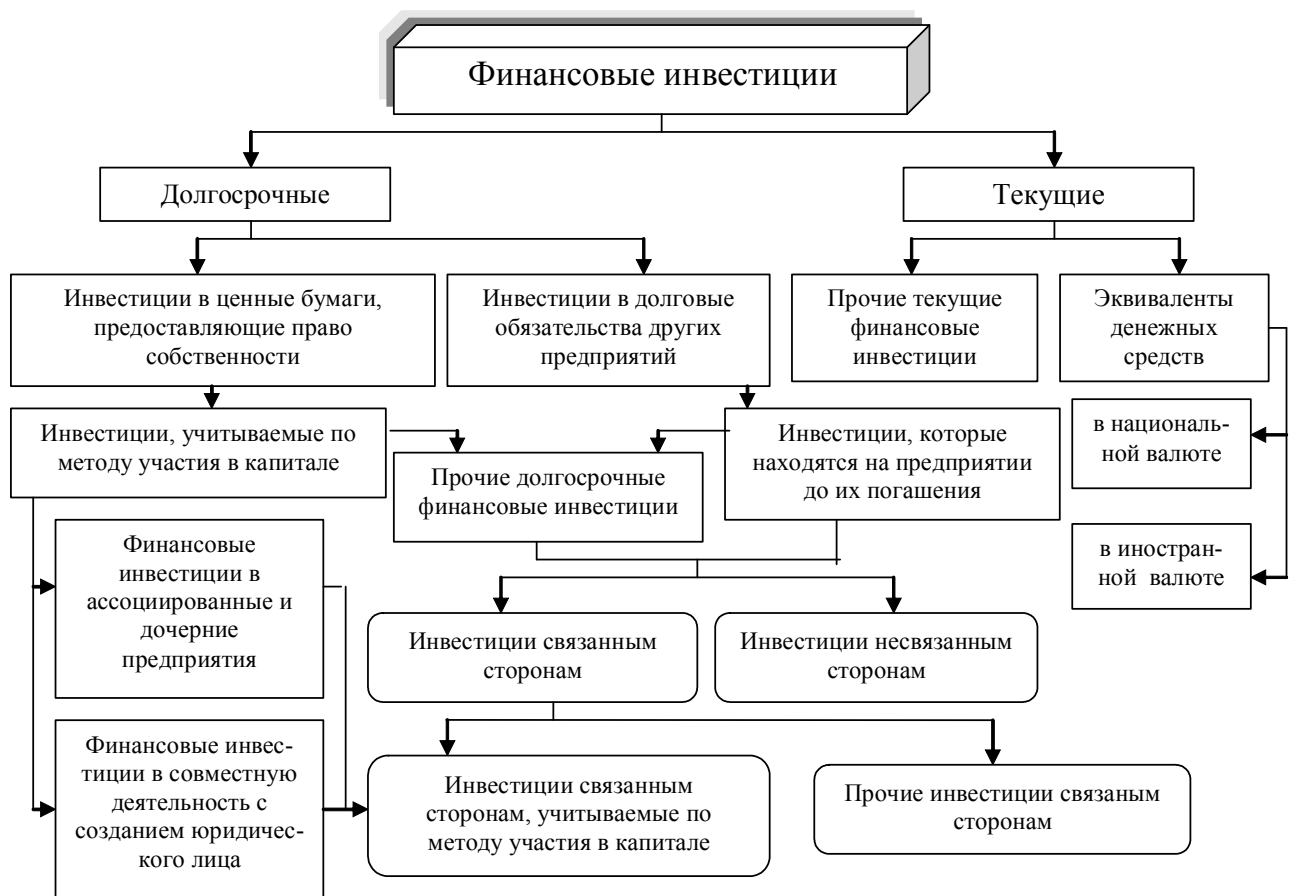 Финансовые инвестиции
Долгосрочные
Текущие
Инвестиции в ценные бумаги,
предоставляющие право
собственности
Инвестиции в долговые
обязательства других
предприятий
Прочие текущие
финансовые
инвестиции
Эквиваленты
денежных
средств
Инвестиции, учитываемые по
методу участия в капитале
Прочие долгосрочные
финансовые инвестиции
Инвестиции, которые
находятся на предприятии
до их погашения
в националь-
ной валюте
в иностран-
ной валюте
Финансовые
инвестиции в
ассоциированные и
дочерние
предприятия
Инвестиции связанным
сторонам
Инвестиции несвязанным
сторонам
Финансовые инвес-
тиции в совместную
деятельность с
созданием юридичес-
кого лица
Инвестиции связанным
сторонам, учитываемые по
методу участия в капитале
Прочие инвестиции связаным
сторонам